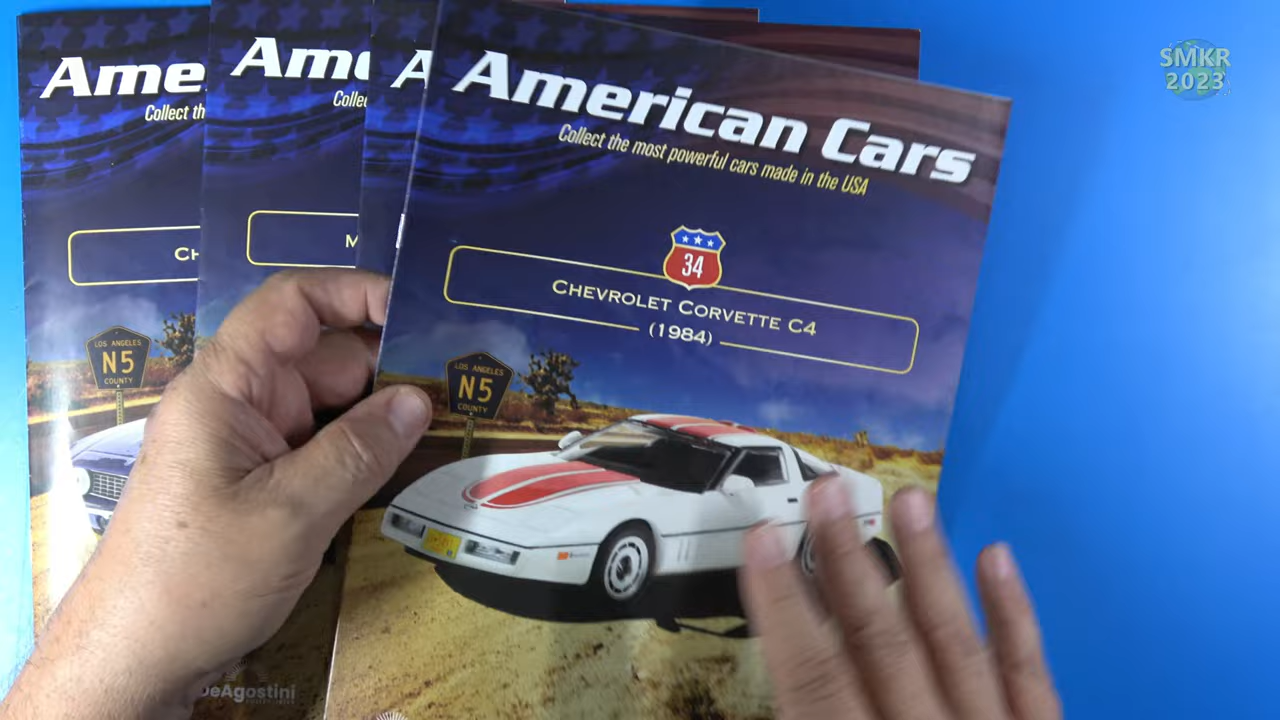 Ame
Collect th
CH
LOS ANGELES
N5
COUNTY
Ame
Colle
M
A
American Cars
Collect the most powerful cars made in the USA
34
CHEVROLET CORVETTE C4
(1984)
LOS ANGELES
N5
COUNTY
DeAgostini
SMKR
2023